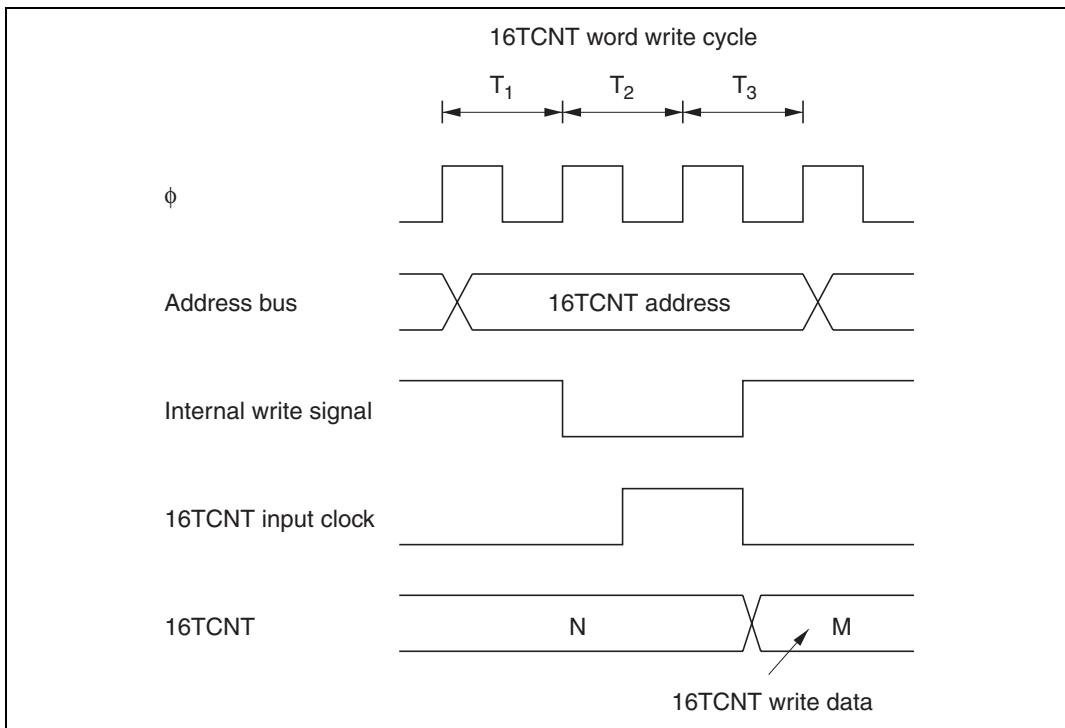 16TCNT word write cycle
T1 T2 T3
φ
Address bus 16TCNT address
Internal write signal
16TCNT input clock
16TCNT N M
16TCNT write data